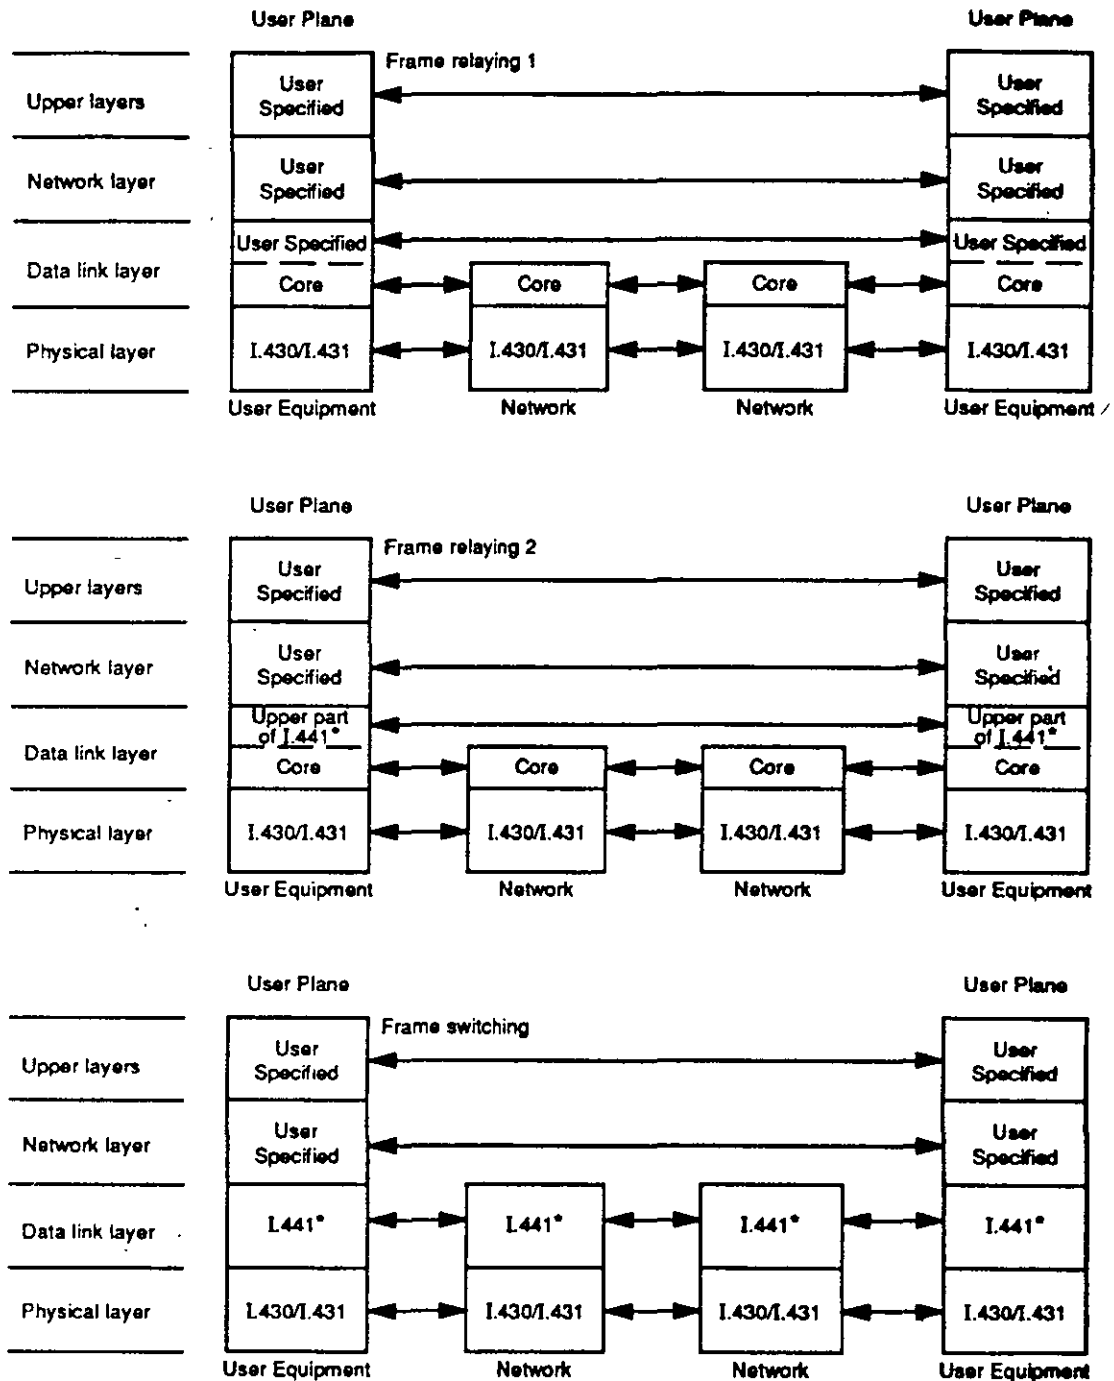 User Plane
User Plane
Frame relaying 1
Upper layers
User
Specified
User
Specified
Network layer
User
Specified
User
Specified
Data link layer
User Specified
User Specified
Core
Core
Core
Core
Physical layer
I.430/I.431
I.430/I.431
I.430/I.431
I.430/I.431
User Equipment
Network
Network
User Equipment
User Plane
User Plane
Frame relaying 2
Upper layers
User
Specified
User
Specified
Network layer
User
Specified
User
Specified
Data link layer
Upper part
of I.441*
Upper part
of I.441*
Core
Core
Core
Core
Physical layer
I.430/I.431
I.430/I.431
I.430/I.431
I.430/I.431
User Equipment
Network
Network
User Equipment
User Plane
User Plane
Frame switching
Upper layers
User
Specified
User
Specified
Network layer
User
Specified
User
Specified
Data link layer
I.441*
I.441*
I.441*
I.441*
Physical layer
I.430/I.431
I.430/I.431
I.430/I.431
I.430/I.431
User Equipment
Network
Network
User Equipment